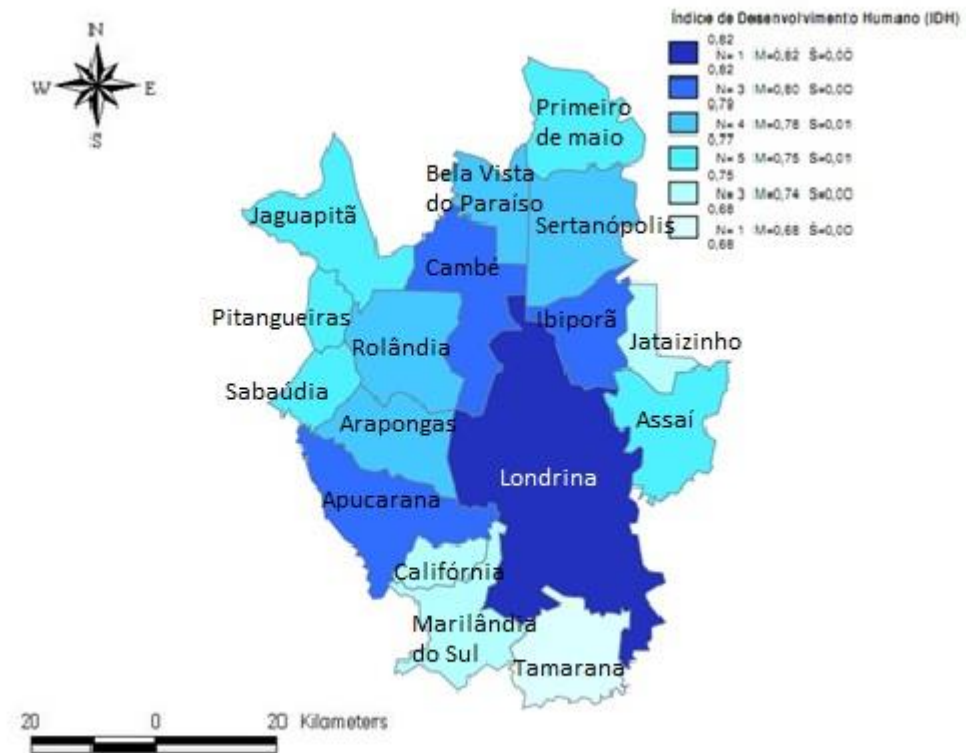 Índice de Desenvolvimento Humano (IDH)
0,82
N= 1 M=0,82 S=0,00
0,82
N= 3 M=0,80 S=0,00
0,79
N= 4 M=0,78 S=0,01
0,77
N= 5 M=0,75 S=0,01
0,75
N= 3 M=0,74 S=0,00
0,68
N= 1 M=0,68 S=0,00
0,68
N
W E
S
Primeiro
de maio
Bela Vista
do Paraíso
Jaguapitã
Sertanópolis
Cambé
Pitangueiras
Ibiporã
Rolândia
Jataizinho
Sabaúdia
Arapongas
Assaí
Londrina
Apucarana
Califórnia
Marilândia
do Sul
Tamarana
20 0 20 Kilometers